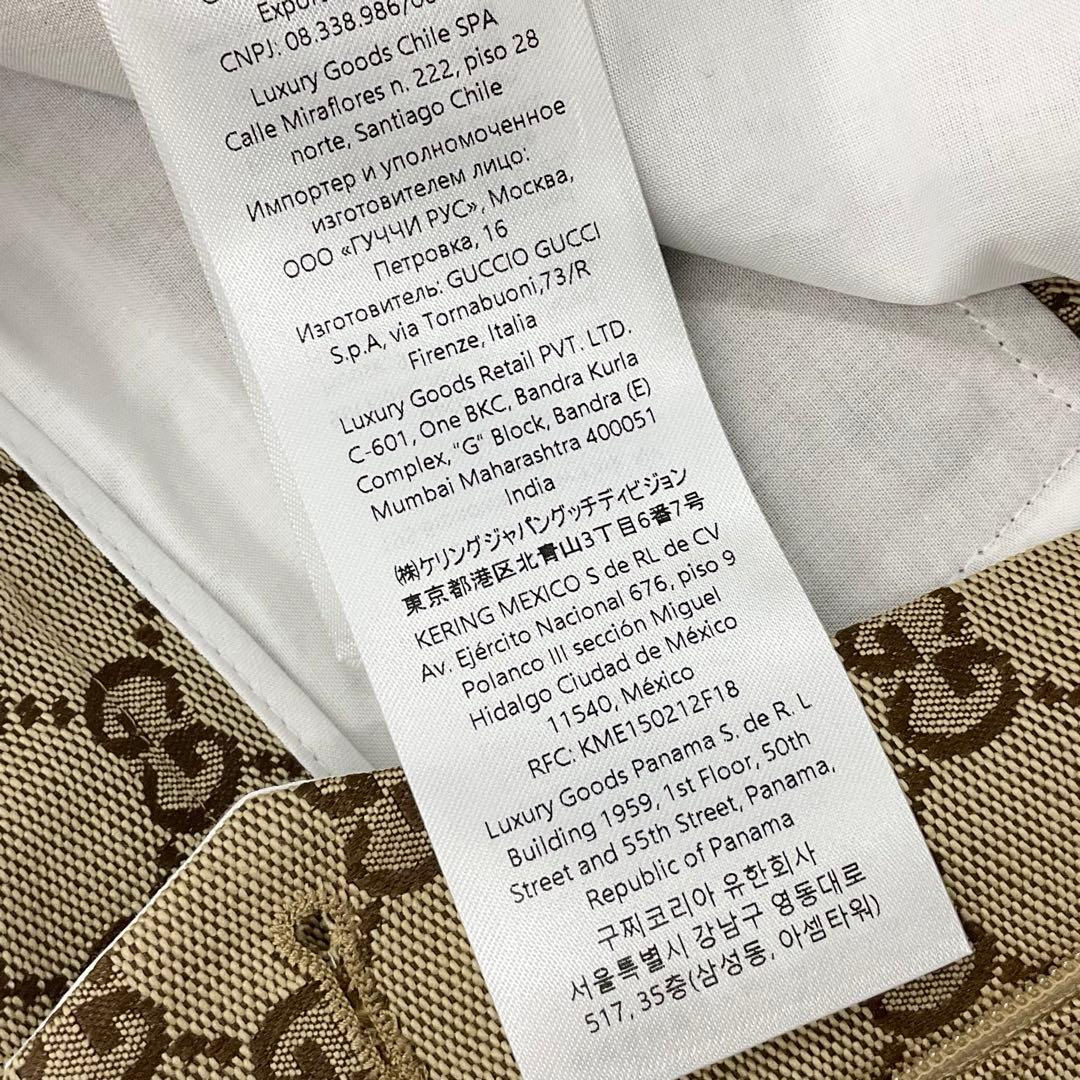 Expor
CNPJ: 08.338.986/00
Luxury Goods Chile SPA
Calle Miraflores n. 222, piso 28
norte, Santiago Chile
Импортер и уполномоченное
изготовителем лицо:
ООО «ГУЧЧИ РУС», Москва,
Петровка, 16
Изготовитель: GUCCIO GUCCI
S.p.A, via Tornabuoni,73/R
Firenze, Italia
Luxury Goods Retail PVT. LTD.
C-601, One BKC, Bandra Kurla
Complex, "G" Block, Bandra (E)
Mumbai Maharashtra 400051
India
㈱ケリングジャパングッチディビジョン
東京都港区北青山3丁目6番7号
KERING MEXICO S de RL de CV
Av. Ejército Nacional 676, piso 9
Polanco III sección Miguel
Hidalgo Ciudad de México
11540, México
RFC: KME150212F18
Luxury Goods Panama S. de R. L
Building 1959, 1st Floor, 50th
Street and 55th Street, Panama,
Republic of Panama
구찌코리아 유한회사
서울특별시 강남구 영동대로
517, 35층(삼성동, 아셈타워)